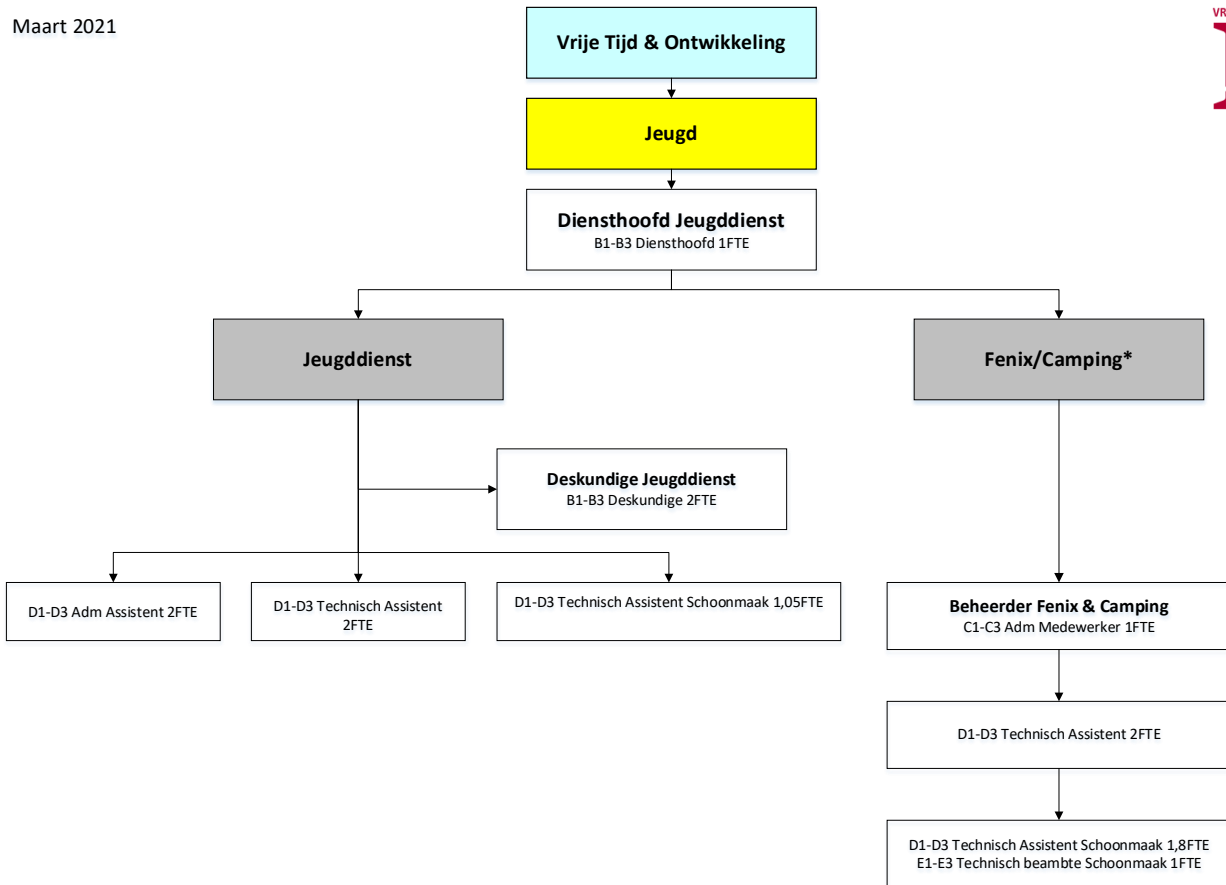 Maart 2021
VR
Vrije Tijd & Ontwikkeling
Jeugd
Diensthoofd Jeugddienst
B1-B3 Diensthoofd 1FTE
Jeugddienst
Fenix/Camping*
Deskundige Jeugddienst
B1-B3 Deskundige 2FTE
D1-D3 Adm Assistent 2FTE
D1-D3 Technisch Assistent
2FTE
D1-D3 Technisch Assistent Schoonmaak 1,05FTE
Beheerder Fenix & Camping
C1-C3 Adm Medewerker 1FTE
D1-D3 Technisch Assistent 2FTE
D1-D3 Technisch Assistent Schoonmaak 1,8FTE
E1-E3 Technisch beambte Schoonmaak 1FTE